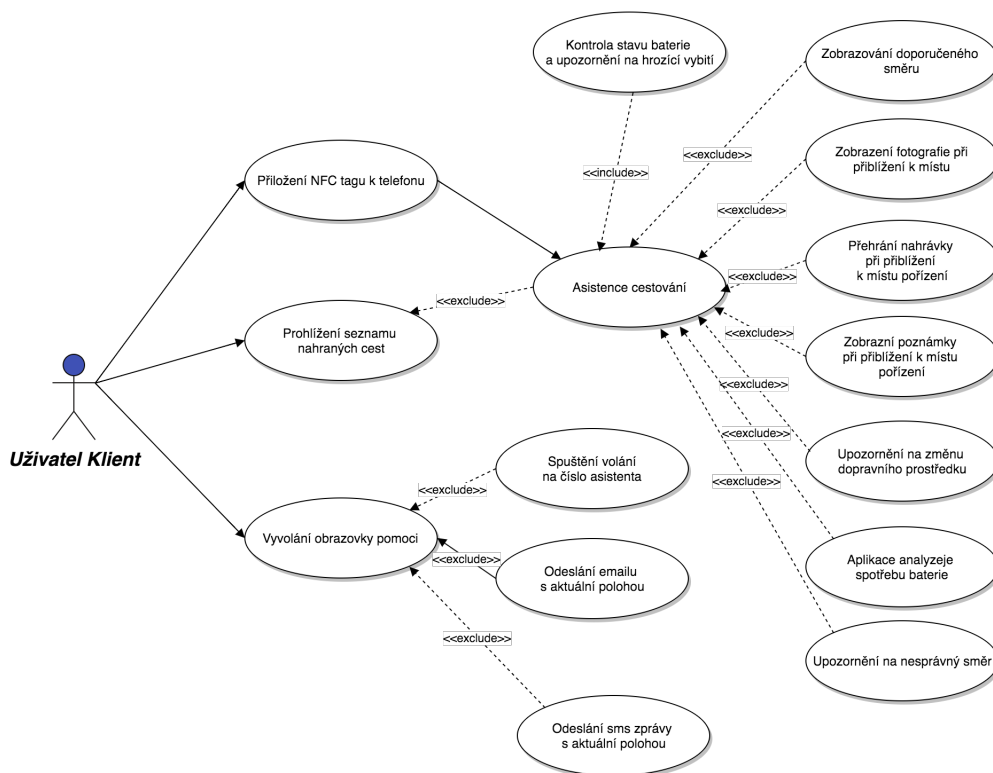 Kontrola stavu baterie
a upozornění na hrozící vybití
Zobrazování doporučeného
směru
<<exclude>>
<<include>>
Přiložení NFC tagu k telefonu
Zobrazení fotografie při
přiblížení k místu
<<exclude>>
Přehrání nahrávky
při přiblížení
k místu pořízení
<<exclude>>
Asistence cestování
<<exclude>>
Prohlížení seznamu
nahraných cest
<<exclude>>
Zobrazní poznámky
při přiblížení k místu
pořízení
<<exclude>>
Uživatel Klient
<<exclude>>
Upozornění na změnu
dopravního prostředku
Spuštění volání
na číslo asistenta
<<exclude>>
<<exclude>>
Vyvolání obrazovky pomoci
<<exclude>>
Odeslání emailu
s aktuální polohou
Aplikace analyzeje
spotřebu baterie
<<exclude>>
Upozornění na nesprávný směr
Odeslání sms zprávy
s aktuální polohou